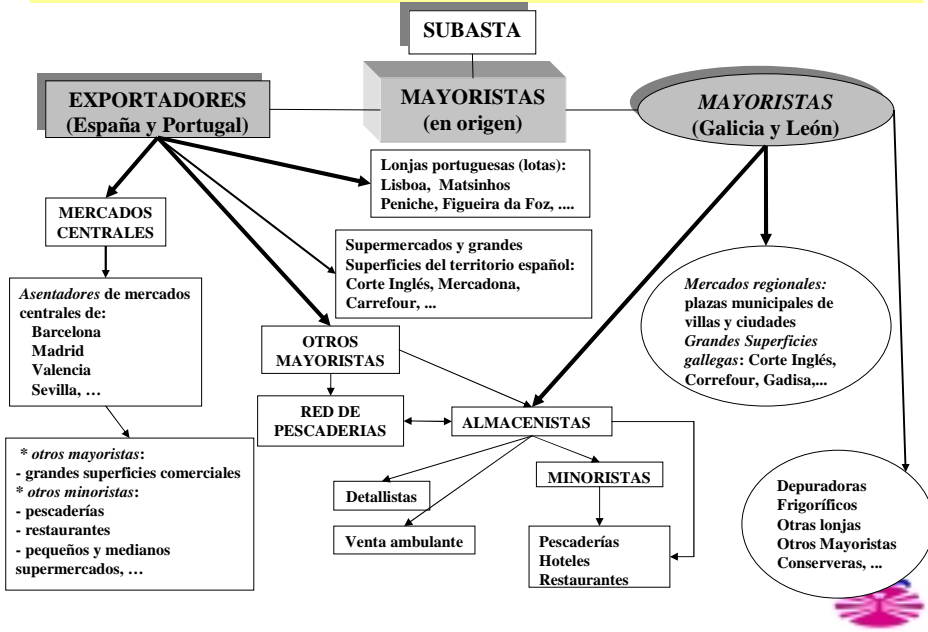 SUBASTA
EXPORTADORES
(España y Portugal)
MAYORISTAS
(en origen)
MAYORISTAS
(Galicia y León)
Lonjas portuguesas (lotas):
Lisboa, Matsinhos
Peniche, Figueira da Foz, ....
MERCADOS
CENTRALES
Supermercados y grandes
Superficies del territorio español:
Corte Inglés, Mercadona,
Carrefour, ...
Asentadores de mercados
centrales de:
Barcelona
Madrid
Valencia
Sevilla, …
Mercados regionales:
plazas municipales de
villas y ciudades
Grandes Superficies
gallegas: Corte Inglés,
Correfour, Gadisa,...
OTROS
MAYORISTAS
RED DE
PESCADERIAS
ALMACENISTAS
* otros mayoristas:
- grandes superficies comerciales
* otros minoristas:
- pescaderías
- restaurantes
- pequeños y medianos
supermercados, …
Detallistas
Venta ambulante
MINORISTAS
Pescaderías
Hoteles
Restaurantes
Depuradoras
Frigoríficos
Otras lonjas
Otros Mayoristas
Conserveras, ...